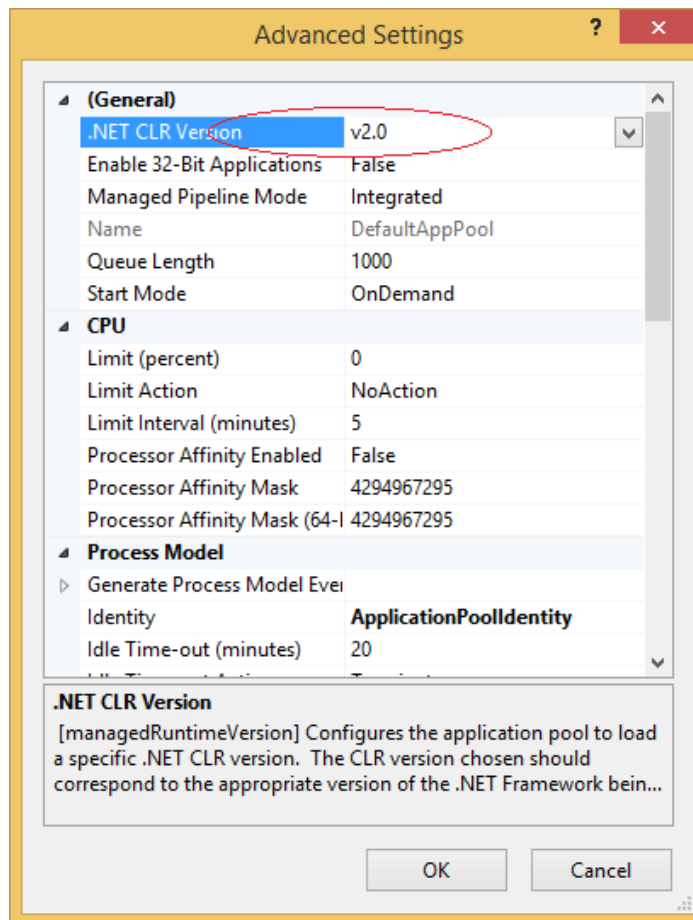 Advanced Settings ? ×
(General)
.NET CLR Version v2.0
Enable 32-Bit Applications False
Managed Pipeline Mode Integrated
Name DefaultAppPool
Queue Length 1000
Start Mode OnDemand
CPU
Limit (percent) 0
Limit Action NoAction
Limit Interval (minutes) 5
Processor Affinity Enabled False
Processor Affinity Mask 4294967295
Processor Affinity Mask (64- 4294967295
Process Model
Generate Process Model Eve
Identity ApplicationPoolIdentity
Idle Time-out (minutes) 20
.NET CLR Version
[managedRuntimeVersion] Configures the application pool to load
a specific .NET CLR version. The CLR version chosen should
correspond to the appropriate version of the .NET Framework bein...
OK Cancel